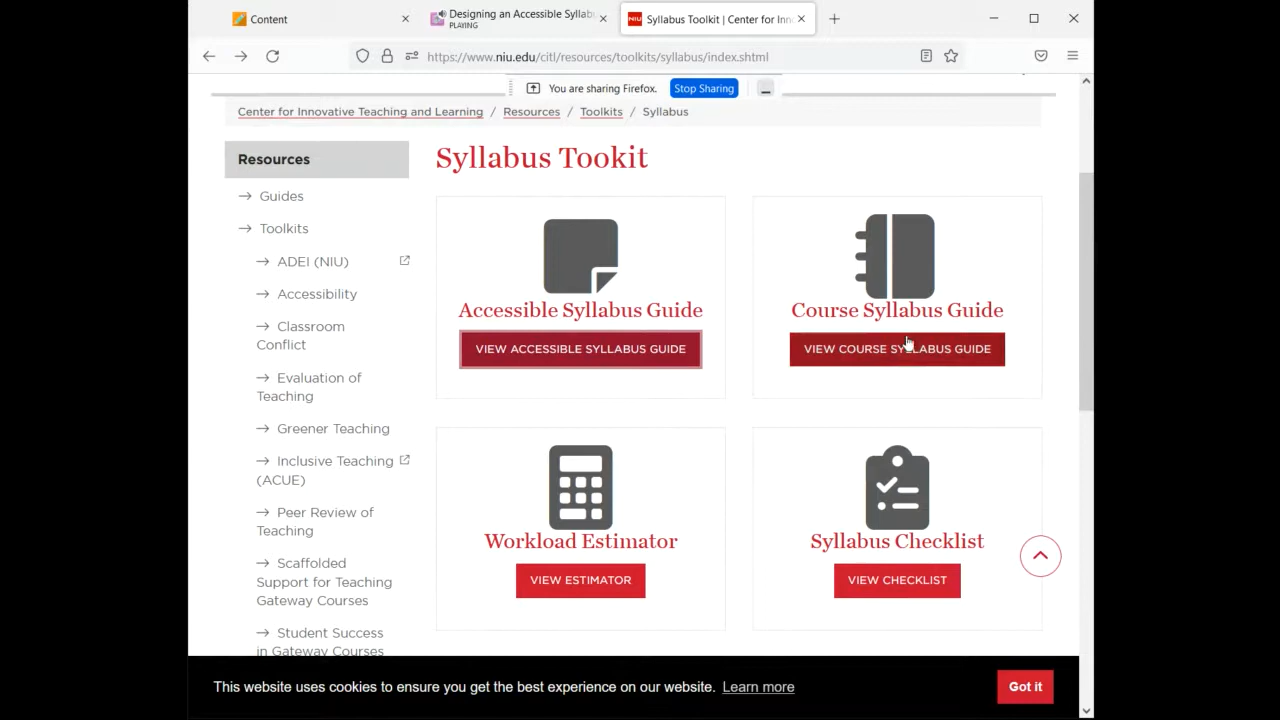 Content
Designing an Accessible Syllab
PLAYING
NIU
Syllabus Toolkit | Center for Inn
https://www.niu.edu/citl/resources/toolkits/syllabus/index.shtml
You are sharing Firefox.
Stop Sharing
Center for Innovative Teaching and Learning / Resources / Toolkits / Syllabus
Resources
Guides
Toolkits
ADEI (NIU)
Accessibility
Classroom
Conflict
Evaluation of
Teaching
Greener Teaching
Inclusive Teaching
(ACUE)
Peer Review of
Teaching
Scaffolded
Support for Teaching
Gateway Courses
Student Success
in Gateway Courses
Syllabus Tookit
Accessible Syllabus Guide
VIEW ACCESSIBLE SYLLABUS GUIDE
Course Syllabus Guide
VIEW COURSE SYLLABUS GUIDE
Workload Estimator
VIEW ESTIMATOR
Syllabus Checklist
VIEW CHECKLIST
This website uses cookies to ensure you get the best experience on our website. Learn more
Got it